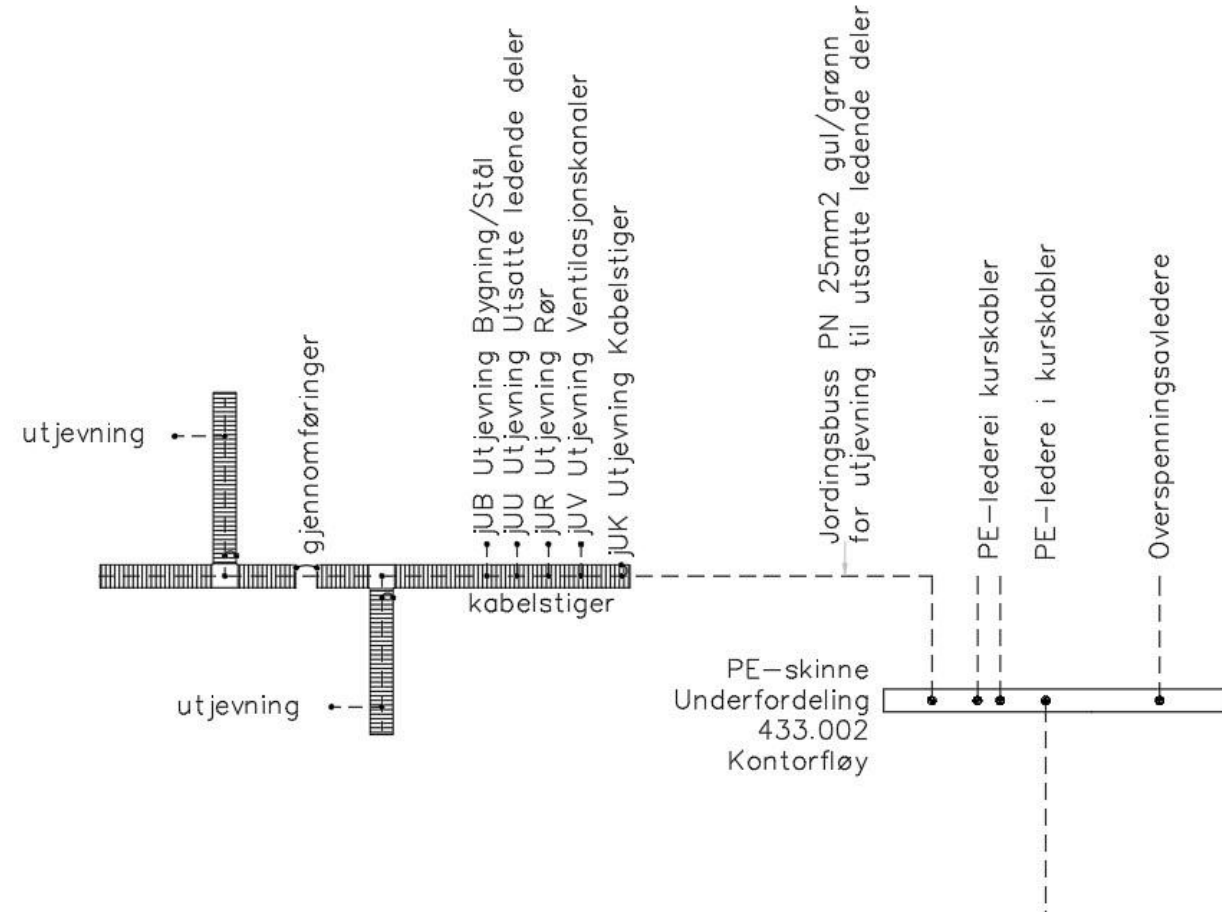 utjevning
gjennomføringer
jUB Utjevning Bygning/Stål
jUU Utjevning Utsatte ledende deler
jUR Utjevning Rør
jUV Utjevning Ventilasjonskanaler
jUK Utjevning Kabelstiger
kabelstiger
utjevning
Jordingsbuss PN 25mm2 gul/grønn
for utjevning til utsatte ledende deler
PE-lederei kurskabler
PE-ledere i kurskabler
Overspenningsavledere
PE-skinne
Underfordeling
433.002
Kontorfløy